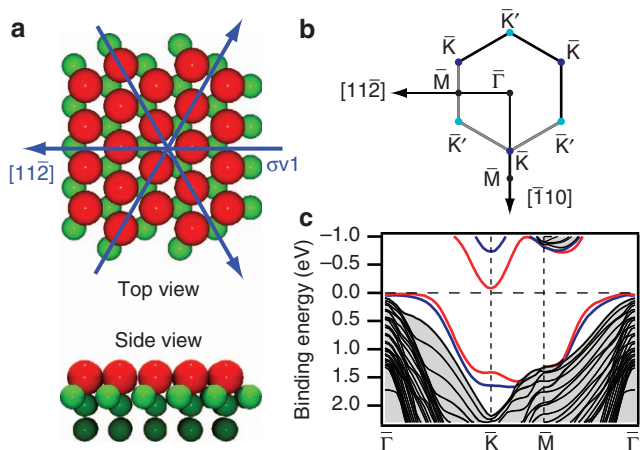 a
[112̄]
σv1
Top view
Side view
b
K̄′
K̄
K̄
M̄
Γ̄
[112̄]
K̄′
K̄
K̄′
M̄
[1̄10]
c
Binding energy (eV)
−1.0
−0.5
0.0
0.5
1.0
1.5
2.0
Γ̄
K̄
M̄
Γ̄